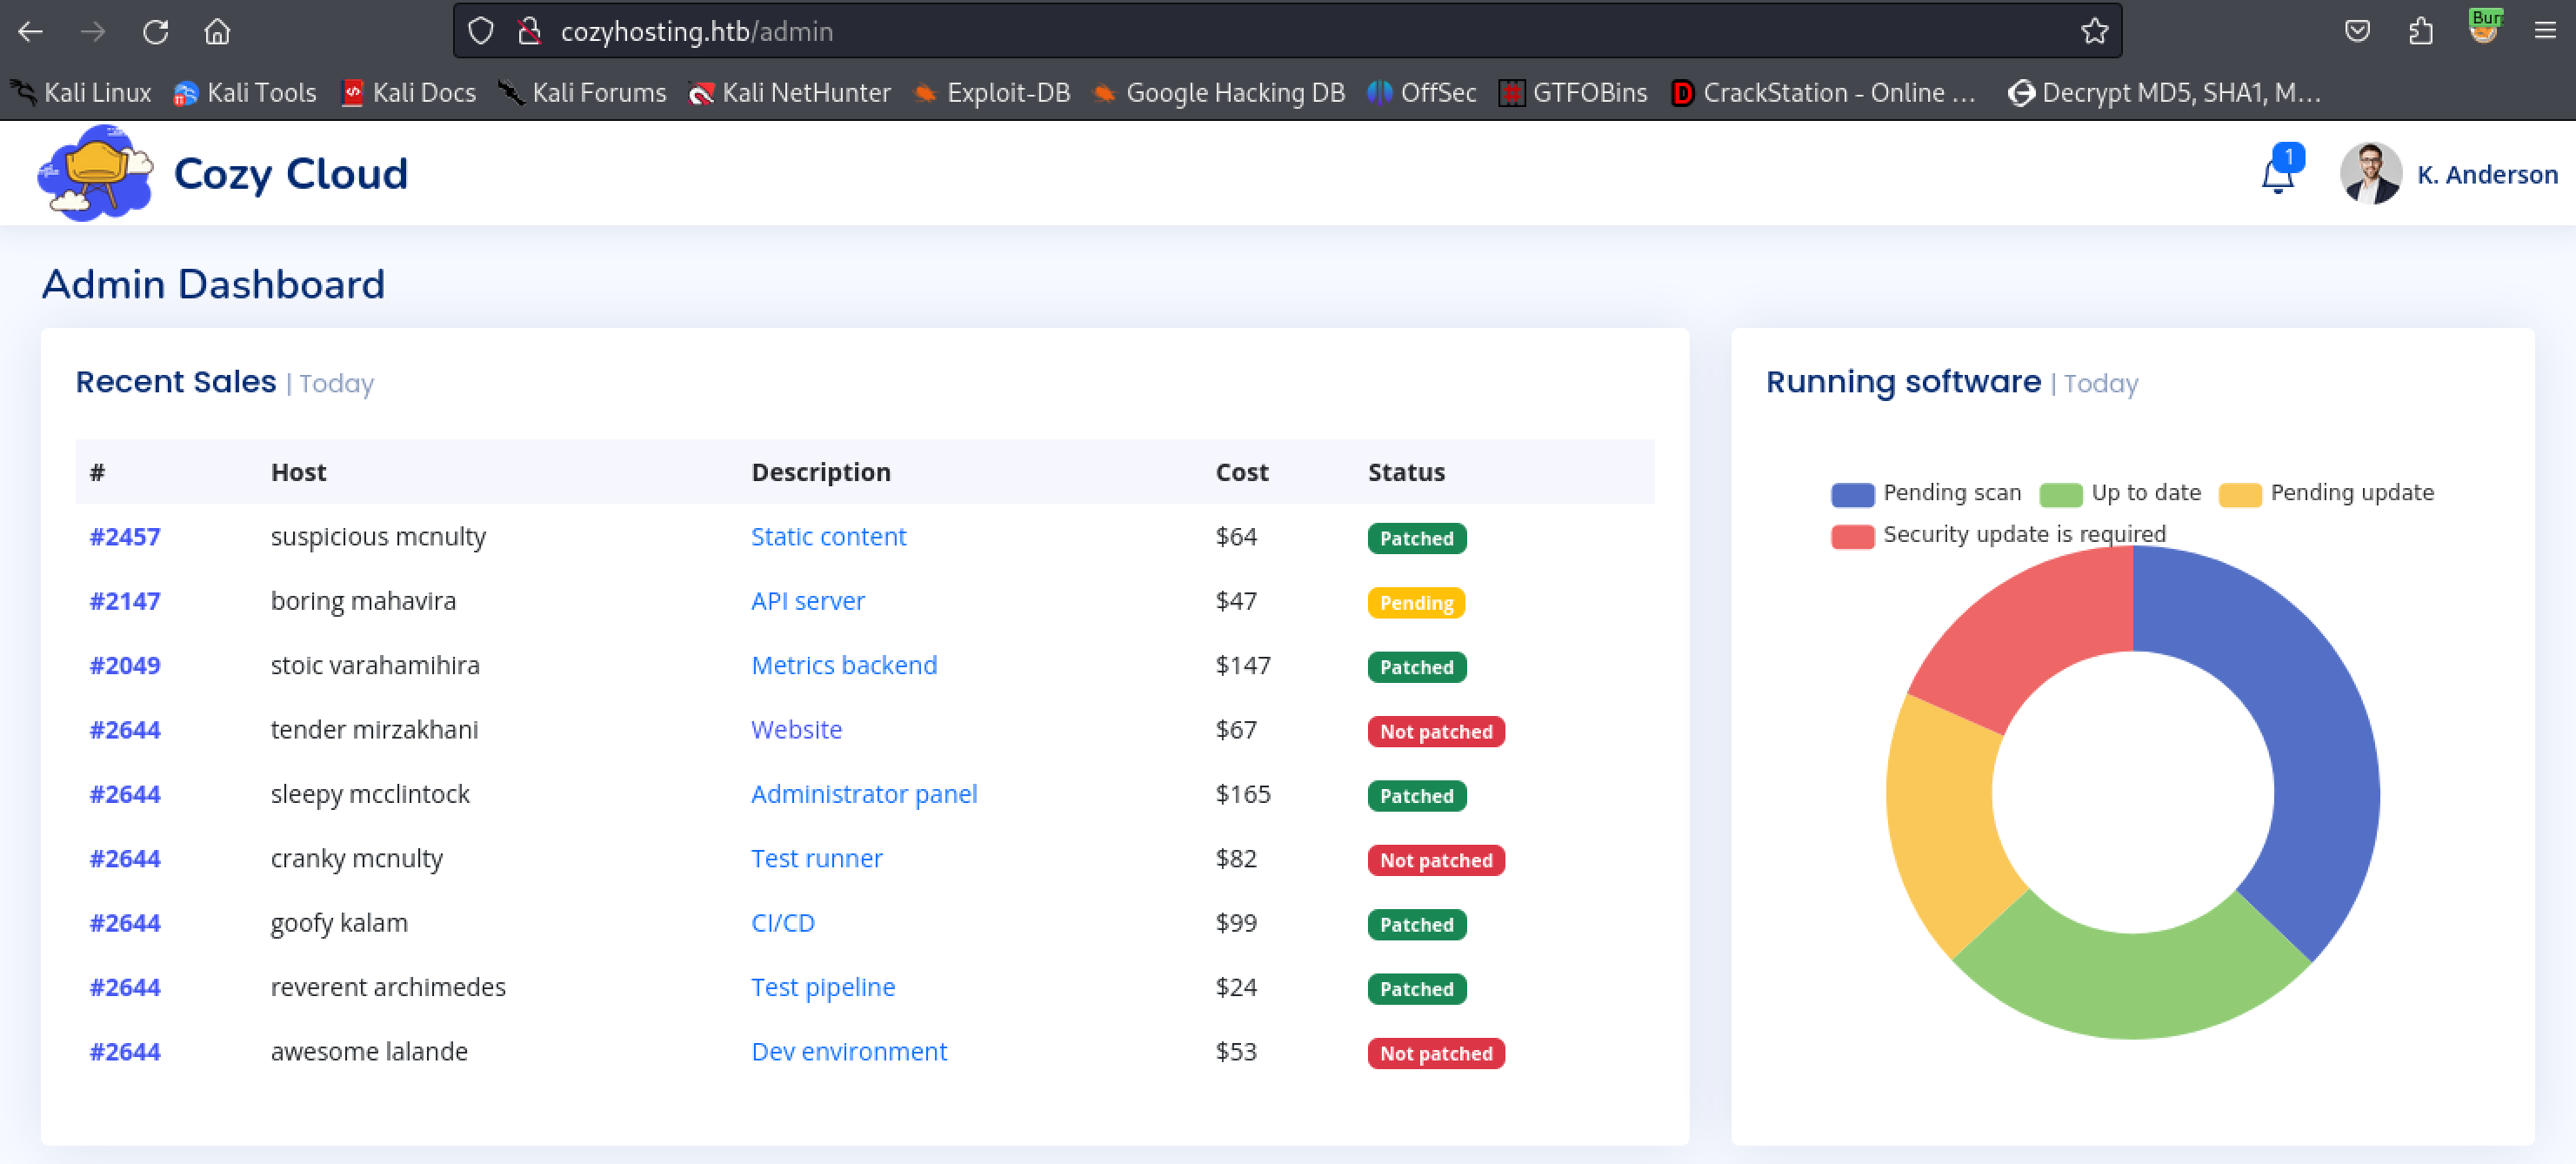 cozyhosting.htb/admin
Bur
Kali Linux Kali Tools Kali Docs Kali Forums Kali NetHunter Exploit-DB Google Hacking DB OffSec GTFOBins CrackStation - Online … Decrypt MD5, SHA1, M…
Cozy Cloud
1
K. Anderson
Admin Dashboard
Recent Sales | Today
# Host Description Cost Status
#2457 suspicious mcnulty Static content $64 Patched
#2147 boring mahavira API server $47 Pending
#2049 stoic varahamihira Metrics backend $147 Patched
#2644 tender mirzakhani Website $67 Not patched
#2644 sleepy mcclintock Administrator panel $165 Patched
#2644 cranky mcnulty Test runner $82 Not patched
#2644 goofy kalam CI/CD $99 Patched
#2644 reverent archimedes Test pipeline $24 Patched
#2644 awesome lalande Dev environment $53 Not patched
Running software | Today
Pending scan Up to date Pending update
Security update is required